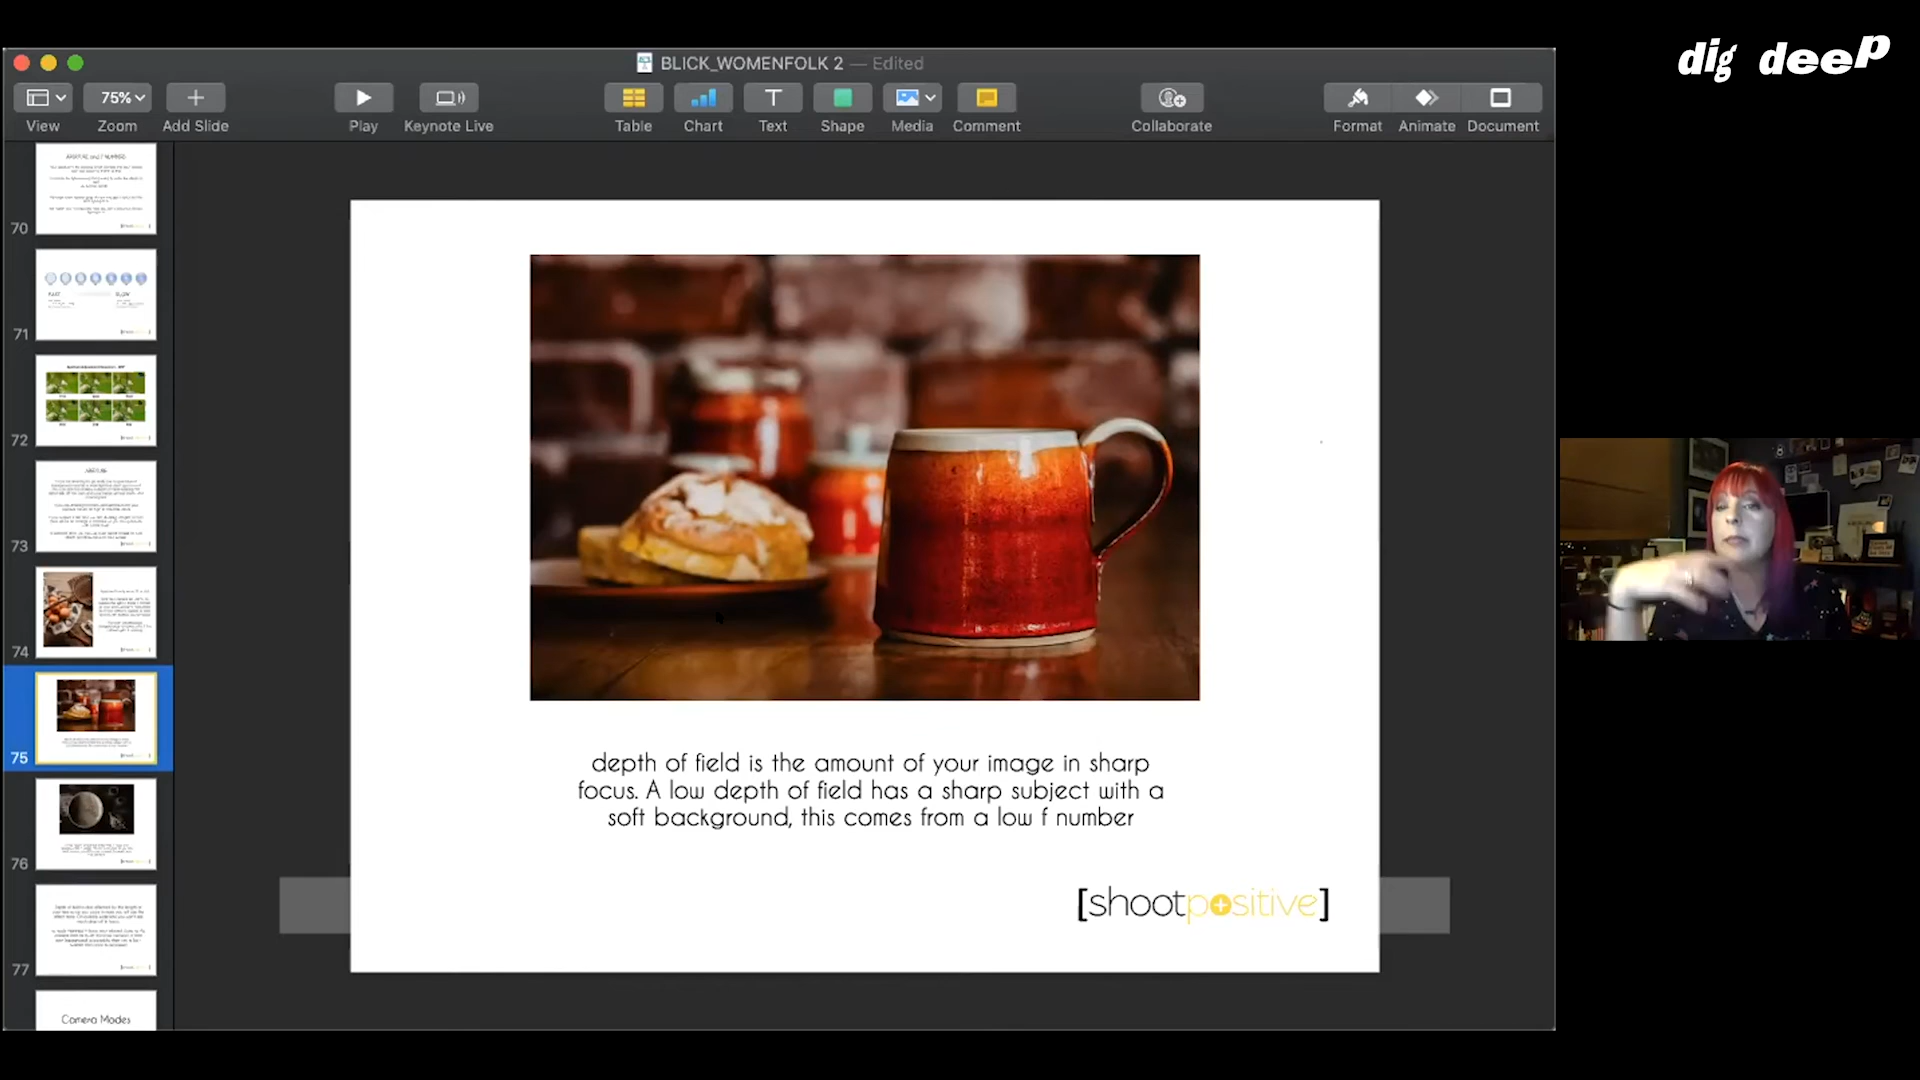 dig deep
BLICK_WOMENFOLK 2 — Edited
75%
View
Zoom
Add Slide
Play
Keynote Live
Table
Chart
Text
Shape
Media
Comment
Collaborate
Format
Animate
Document
70
71
72
73
74
75
76
77
Camera Modes
depth of field is the amount of your image in sharp
focus. A low depth of field has a sharp subject with a
soft background, this comes from a low f number
[shootpositive]